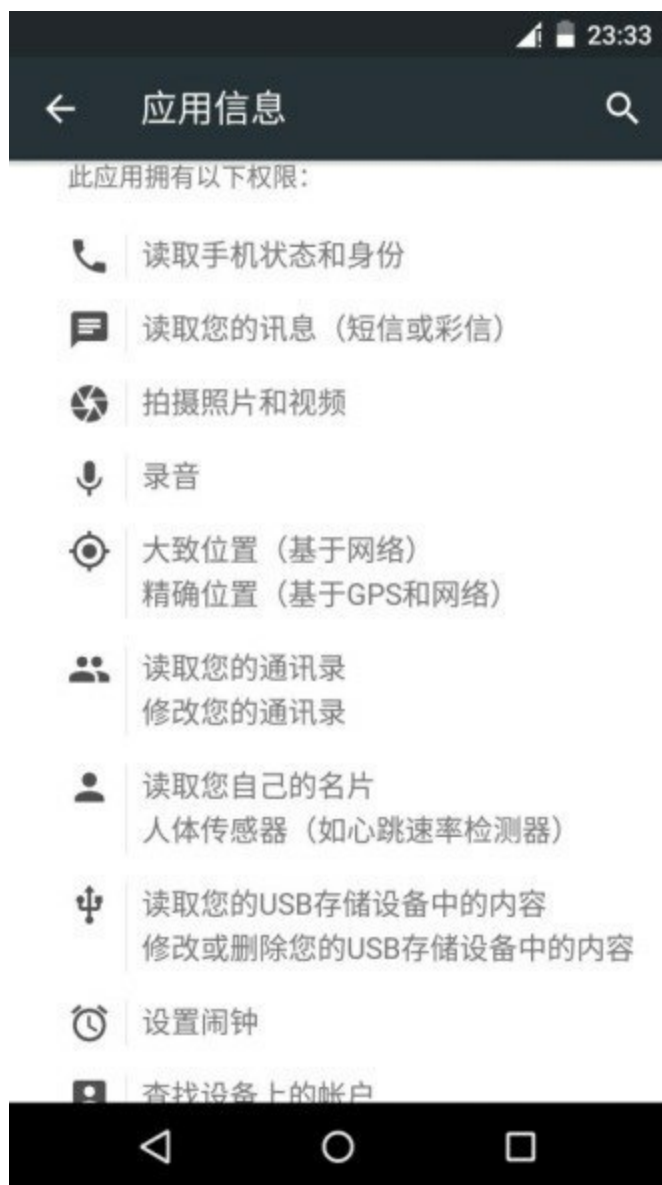 23:33
应用信息
此应用拥有以下权限：
读取手机状态和身份
读取您的讯息（短信或彩信）
拍摄照片和视频
录音
大致位置（基于网络）
精确位置（基于GPS和网络）
读取您的通讯录
修改您的通讯录
读取您自己的名片
人体传感器（如心跳速率检测器）
读取您的USB存储设备中的内容
修改或删除您的USB存储设备中的内容
设置闹钟
查找设备上的帐户